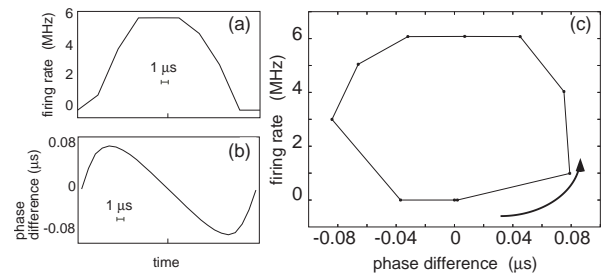 (a)
firing rate (MHz)
6
4
2
0
1 μs
(b)
phase
difference (μs)
0.08
0
-0.08
1 μs
time
(c)
firing rate (MHz)
6
4
2
0
-0.08 -0.04 0 0.04 0.08
phase difference (μs)